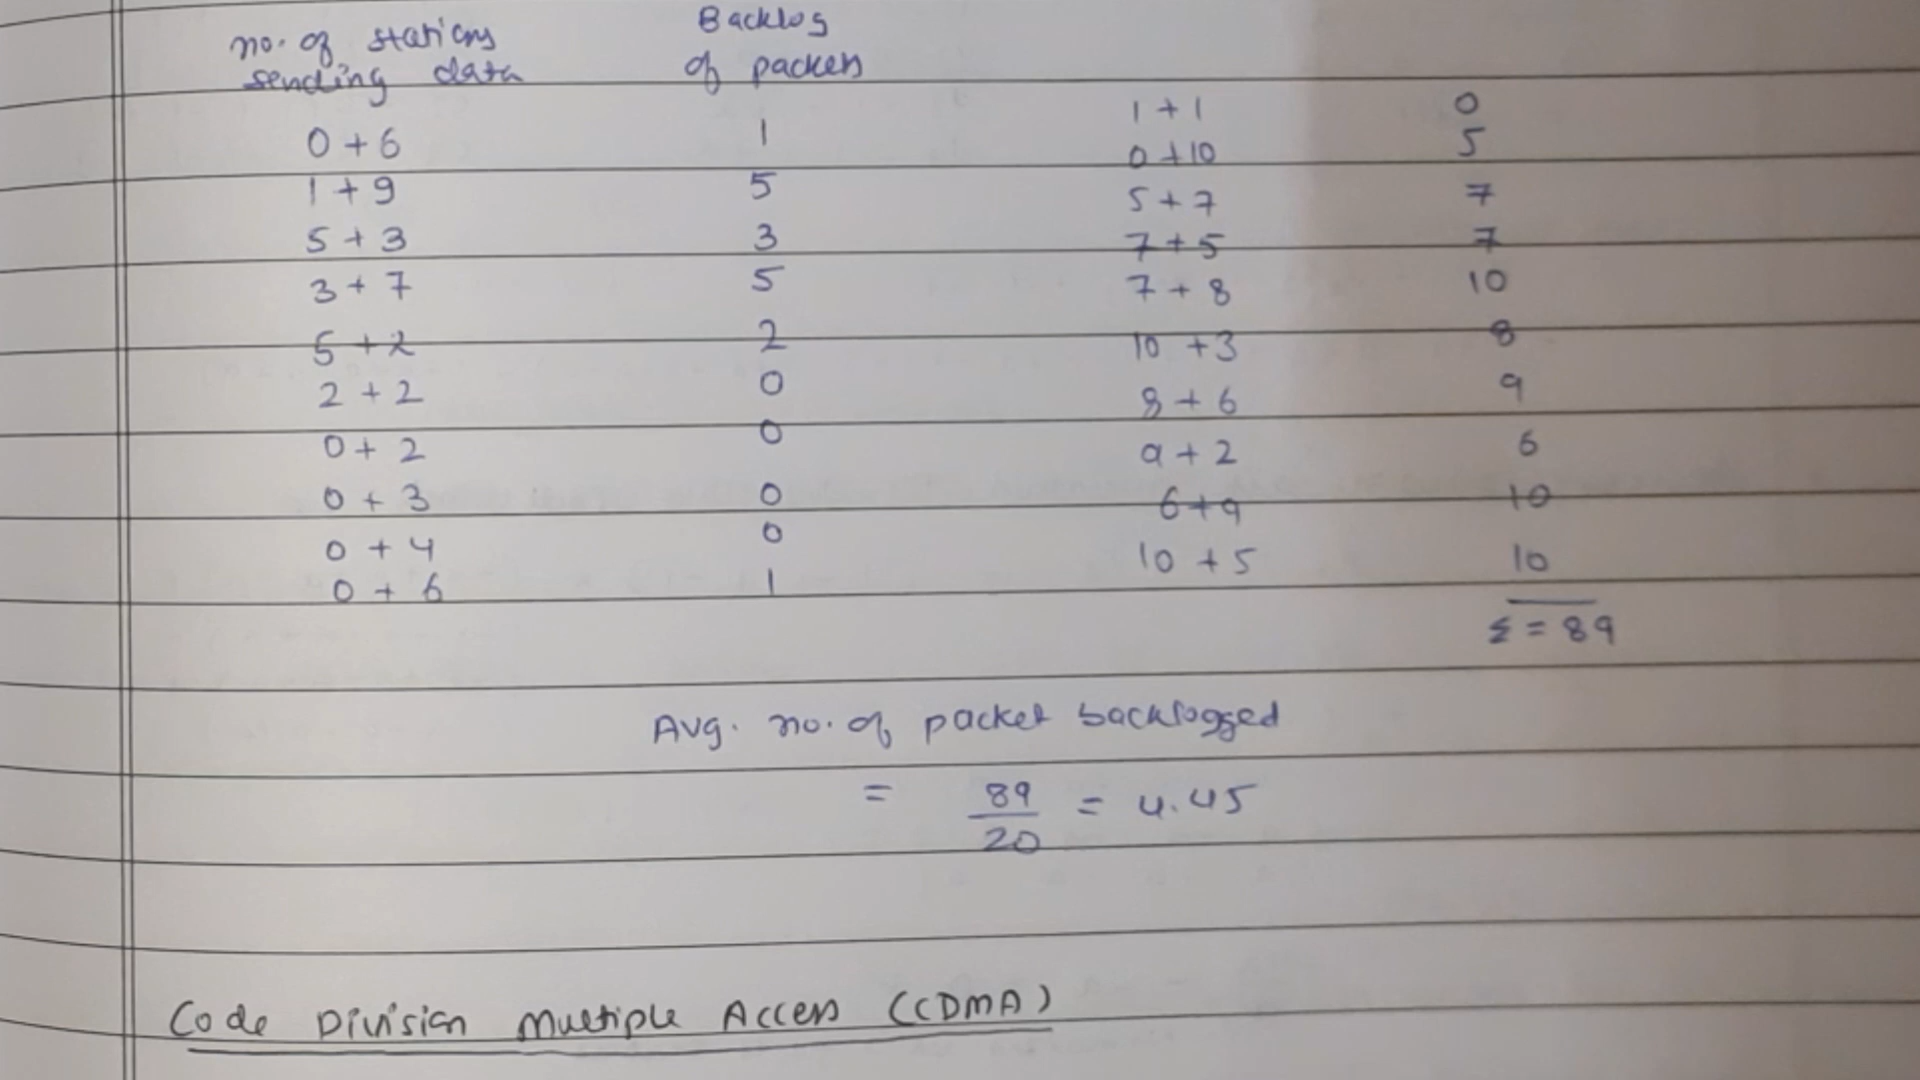 no. of stations
sending data
Backlog
of packets
0 + 6 1
1 + 9 5
5 + 3 3
3 + 7 5
5 + 2 2
2 + 2 0
0 + 2 0
0 + 3 0
0 + 4 0
0 + 6 1
1 + 1 0
0 + 10 5
5 + 7 7
7 + 5 7
7 + 8 10
10 + 3 8
8 + 6 9
9 + 2 6
6 + 9 10
10 + 5 10
Σ = 89
Avg. no. of packet backlogged
= 89/20 = 4.45
Code Division Multiple Access (CDMA)